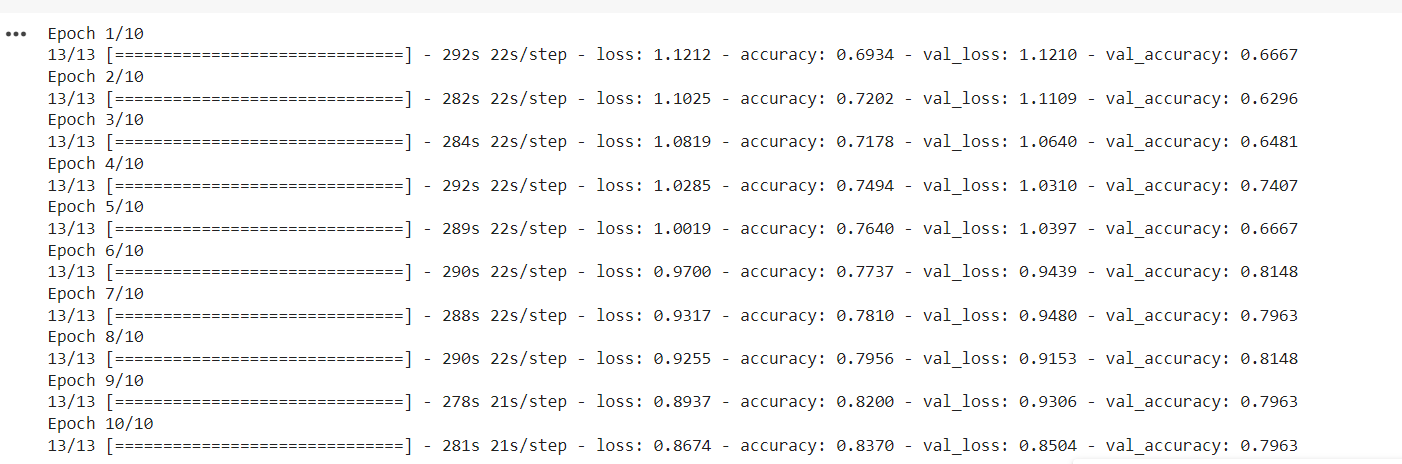 Epoch 1/10
13/13 [==============================] - 292s 22s/step - loss: 1.1212 - accuracy: 0.6934 - val_loss: 1.1210 - val_accuracy: 0.6667
Epoch 2/10
13/13 [==============================] - 282s 22s/step - loss: 1.1025 - accuracy: 0.7202 - val_loss: 1.1109 - val_accuracy: 0.6296
Epoch 3/10
13/13 [==============================] - 284s 22s/step - loss: 1.0819 - accuracy: 0.7178 - val_loss: 1.0640 - val_accuracy: 0.6481
Epoch 4/10
13/13 [==============================] - 292s 22s/step - loss: 1.0285 - accuracy: 0.7494 - val_loss: 1.0310 - val_accuracy: 0.7407
Epoch 5/10
13/13 [==============================] - 289s 22s/step - loss: 1.0019 - accuracy: 0.7640 - val_loss: 1.0397 - val_accuracy: 0.6667
Epoch 6/10
13/13 [==============================] - 290s 22s/step - loss: 0.9700 - accuracy: 0.7737 - val_loss: 0.9439 - val_accuracy: 0.8148
Epoch 7/10
13/13 [==============================] - 288s 22s/step - loss: 0.9317 - accuracy: 0.7810 - val_loss: 0.9480 - val_accuracy: 0.7963
Epoch 8/10
13/13 [==============================] - 290s 22s/step - loss: 0.9255 - accuracy: 0.7956 - val_loss: 0.9153 - val_accuracy: 0.8148
Epoch 9/10
13/13 [==============================] - 278s 21s/step - loss: 0.8937 - accuracy: 0.8200 - val_loss: 0.9306 - val_accuracy: 0.7963
Epoch 10/10
13/13 [==============================] - 281s 21s/step - loss: 0.8674 - accuracy: 0.8370 - val_loss: 0.8504 - val_accuracy: 0.7963